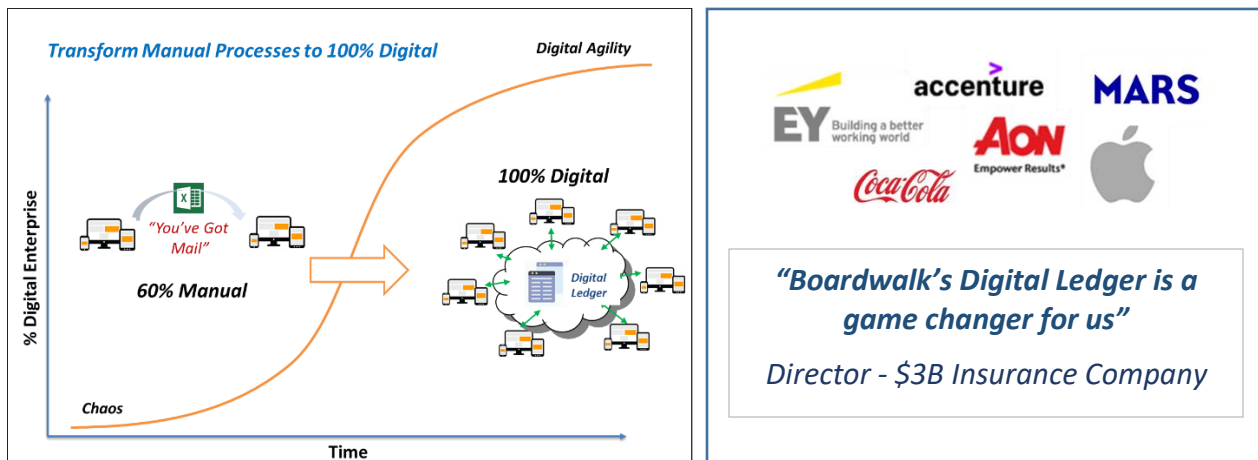 Transform Manual Processes to 100% Digital
Digital Agility
% Digital Enterprise
X
“You’ve Got
Mail”
60% Manual
100% Digital
Digital
Ledger
Chaos
Time
accenture
MARS
EY
Building a better
working world
AON
Empower Results®
Coca-Cola
“Boardwalk’s Digital Ledger is a
game changer for us”
Director - $3B Insurance Company